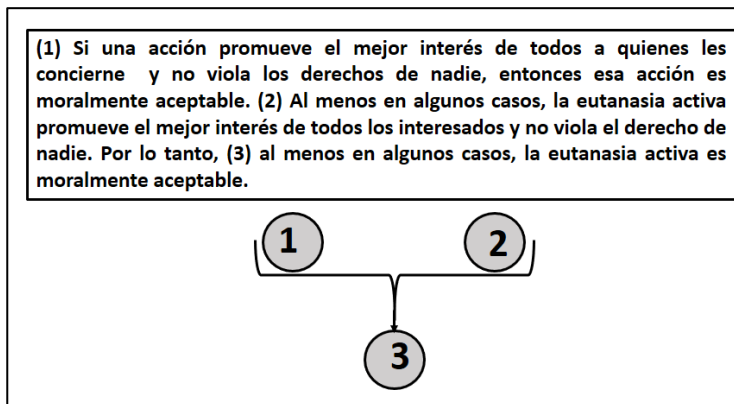 (1) Si una acción promueve el mejor interés de todos a quienes les
concierne y no viola los derechos de nadie, entonces esa acción es
moralmente aceptable. (2) Al menos en algunos casos, la eutanasia activa
promueve el mejor interés de todos los interesados y no viola el derecho de
nadie. Por lo tanto, (3) al menos en algunos casos, la eutanasia activa es
moralmente aceptable.
1 2
3